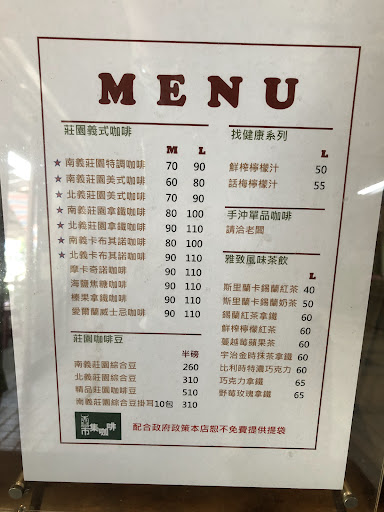 MENU
莊園義式咖啡
M L
★ 南義莊園特調咖啡 70 90
★ 南義莊園美式咖啡 60 80
★ 北義莊園美式咖啡 70 90
★ 南義莊園拿鐵咖啡 80 100
★ 北義莊園拿鐵咖啡 90 110
★ 南義卡布其諾咖啡 80 100
★ 北義卡布其諾咖啡 90 110
摩卡奇諾咖啡 90 110
海鹽焦糖咖啡 90 110
榛果拿鐵咖啡 90 110
愛爾蘭威士忌咖啡 90 110
莊園咖啡豆
半磅
南義莊園綜合豆 260
北義莊園綜合豆 310
精品莊園咖啡豆 510
南義莊園綜合豆掛耳10包 310
找健康系列
L
鮮榨檸檬汁 50
話梅檸檬汁 55
手沖單品咖啡
請洽老闆
雅致風味茶飲
L
斯里蘭卡錫蘭紅茶 40
斯里蘭卡錫蘭奶茶 50
錫蘭紅茶拿鐵 60
鮮榨檸檬紅茶 60
蔓越莓蘋果茶 60
宇治金時抹茶拿鐵 60
比利時特濃巧克力 60
巧克力拿鐵 65
野莓玫瑰拿鐵 65
市集咖啡
配合政府政策本店恕不免費提供提袋